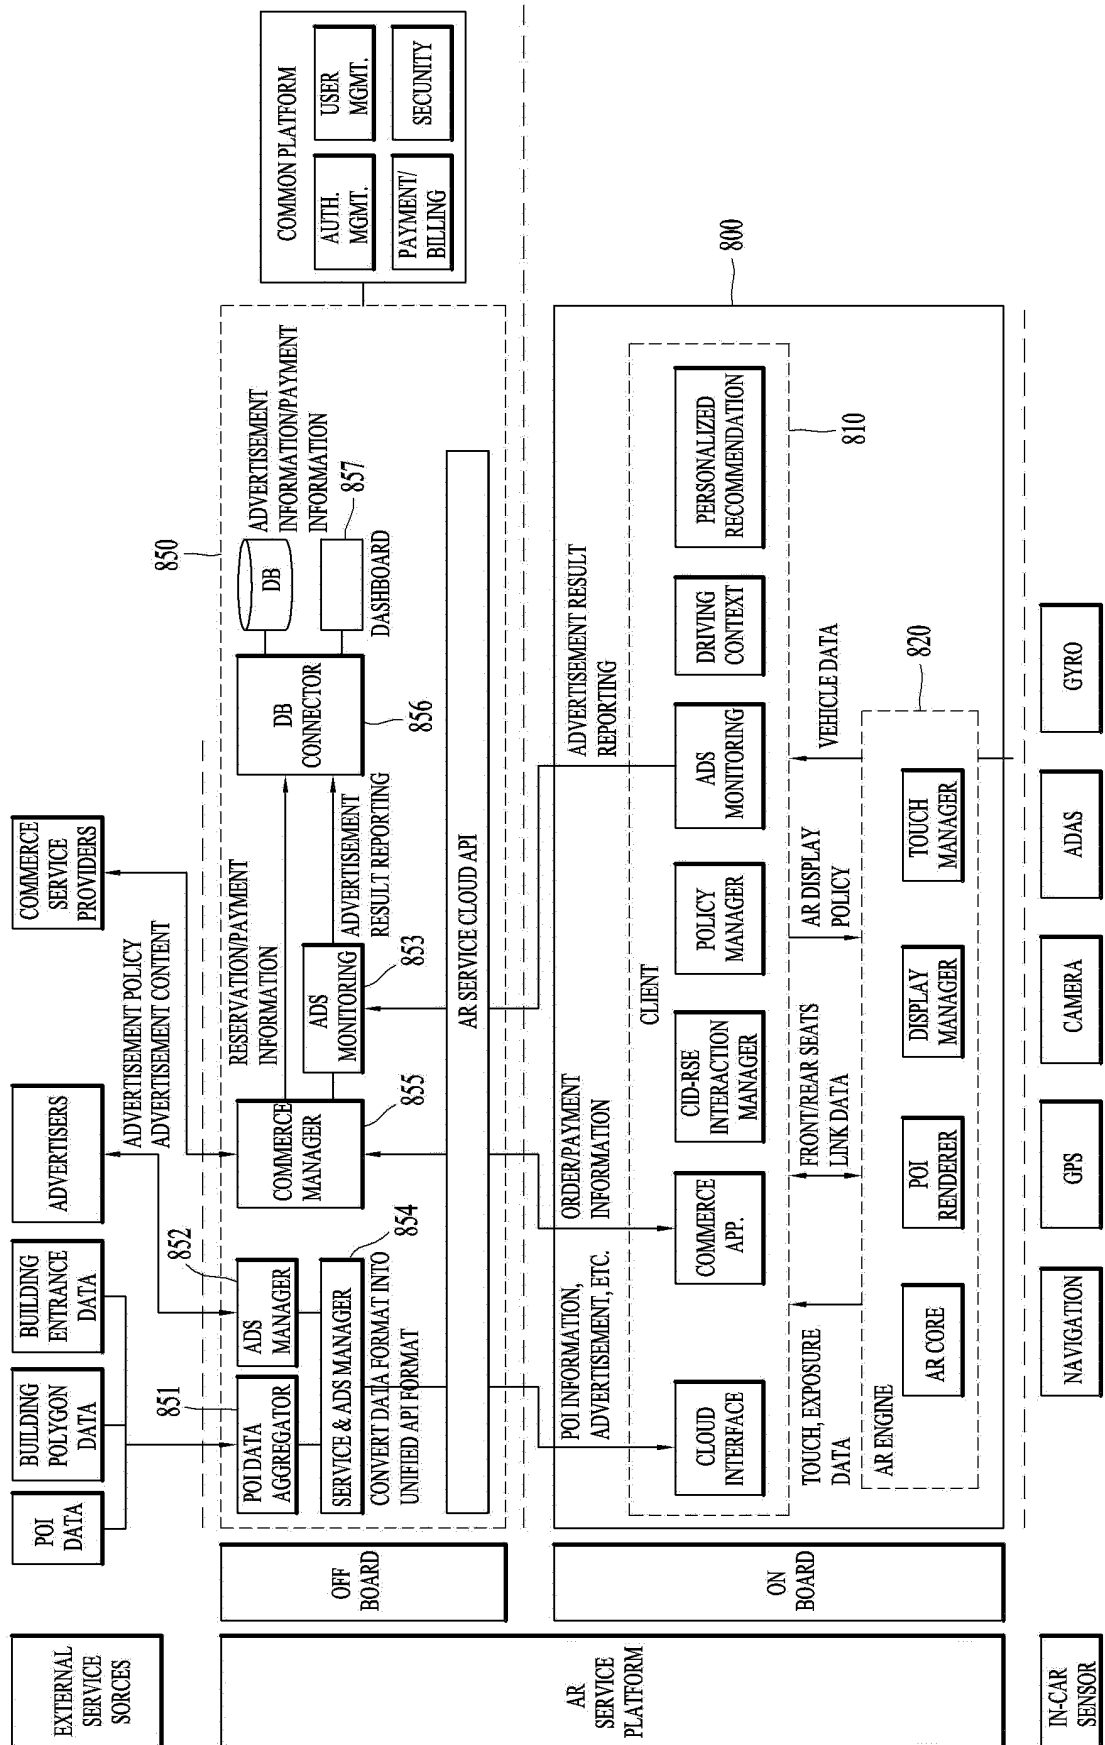 EXTERNAL
SERVICE
SORCES
POI
DATA
BUILDING
POLYGON
DATA
BUILDING
ENTRANCE
DATA
ADVERTISERS
COMMERCE
SERVICE
PROVIDERS
ADVERTISEMENT POLICY
ADVERTISEMENT CONTENT
AR
SERVICE
PLATFORM
OFF
BOARD
850
POI DATA
AGGREGATOR
851
ADS
MANAGER
852
SERVICE & ADS MANAGER
854
CONVERT DATA FORMAT INTO
UNIFIED API FORMAT
COMMERCE
MANAGER
855
RESERVATION/PAYMENT
INFORMATION
ADS
MONITORING
853
ADVERTISEMENT
RESULT REPORTING
DB
CONNECTOR
856
DB
ADVERTISEMENT
INFORMATION/PAYMENT
INFORMATION
857
DASHBOARD
AR SERVICE CLOUD API
COMMON PLATFORM
AUTH.
MGMT.
USER
MGMT.
PAYMENT/
BILLING
SECUNITY
POI INFORMATION,
ADVERTISEMENT, ETC.
ORDER/PAYMENT
INFORMATION
ADVERTISEMENT RESULT
REPORTING
ON
BOARD
800
CLIENT
810
CLOUD
INTERFACE
COMMERCE
APP.
CID-RSE
INTERACTION
MANAGER
POLICY
MANAGER
ADS
MONITORING
DRIVING
CONTEXT
PERSONALIZED
RECOMMENDATION
TOUCH, EXPOSURE
DATA
FRONT/REAR SEATS
LINK DATA
AR DISPLAY
POLICY
VEHICLE DATA
AR ENGINE
820
AR CORE
POI
RENDERER
DISPLAY
MANAGER
TOUCH
MANAGER
IN-CAR
SENSOR
NAVIGATION
GPS
CAMERA
ADAS
GYRO